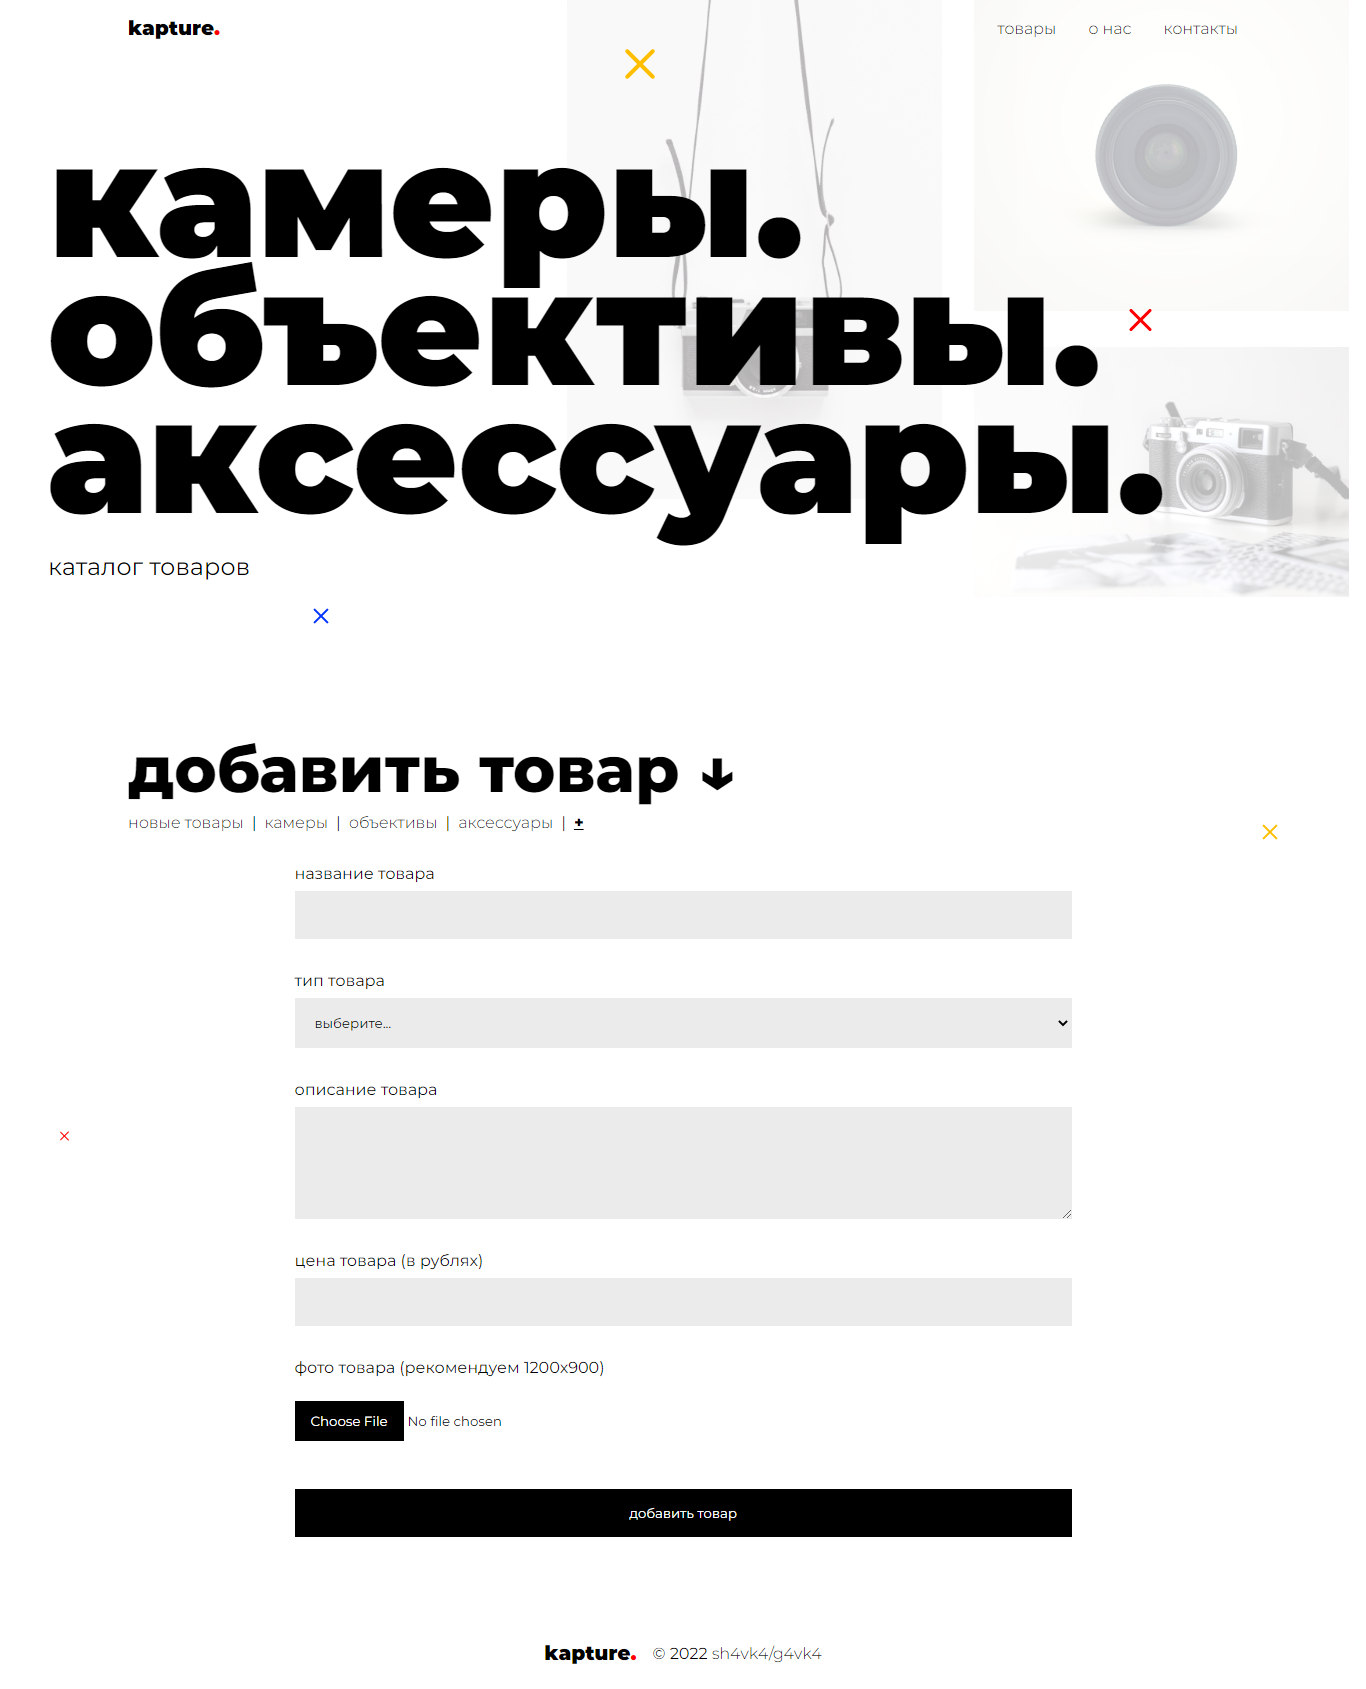 kapture.
товары о нас контакты
камеры.
объективы.
аксессуары.
каталог товаров
добавить товар ↓
новые товары | камеры | объективы | аксессуары | +
название товара
тип товара
выберите...
описание товара
цена товара (в рублях)
фото товара (рекомендуем 1200x900)
Choose File No file chosen
добавить товар
kapture. © 2022 sh4vk4/g4vk4